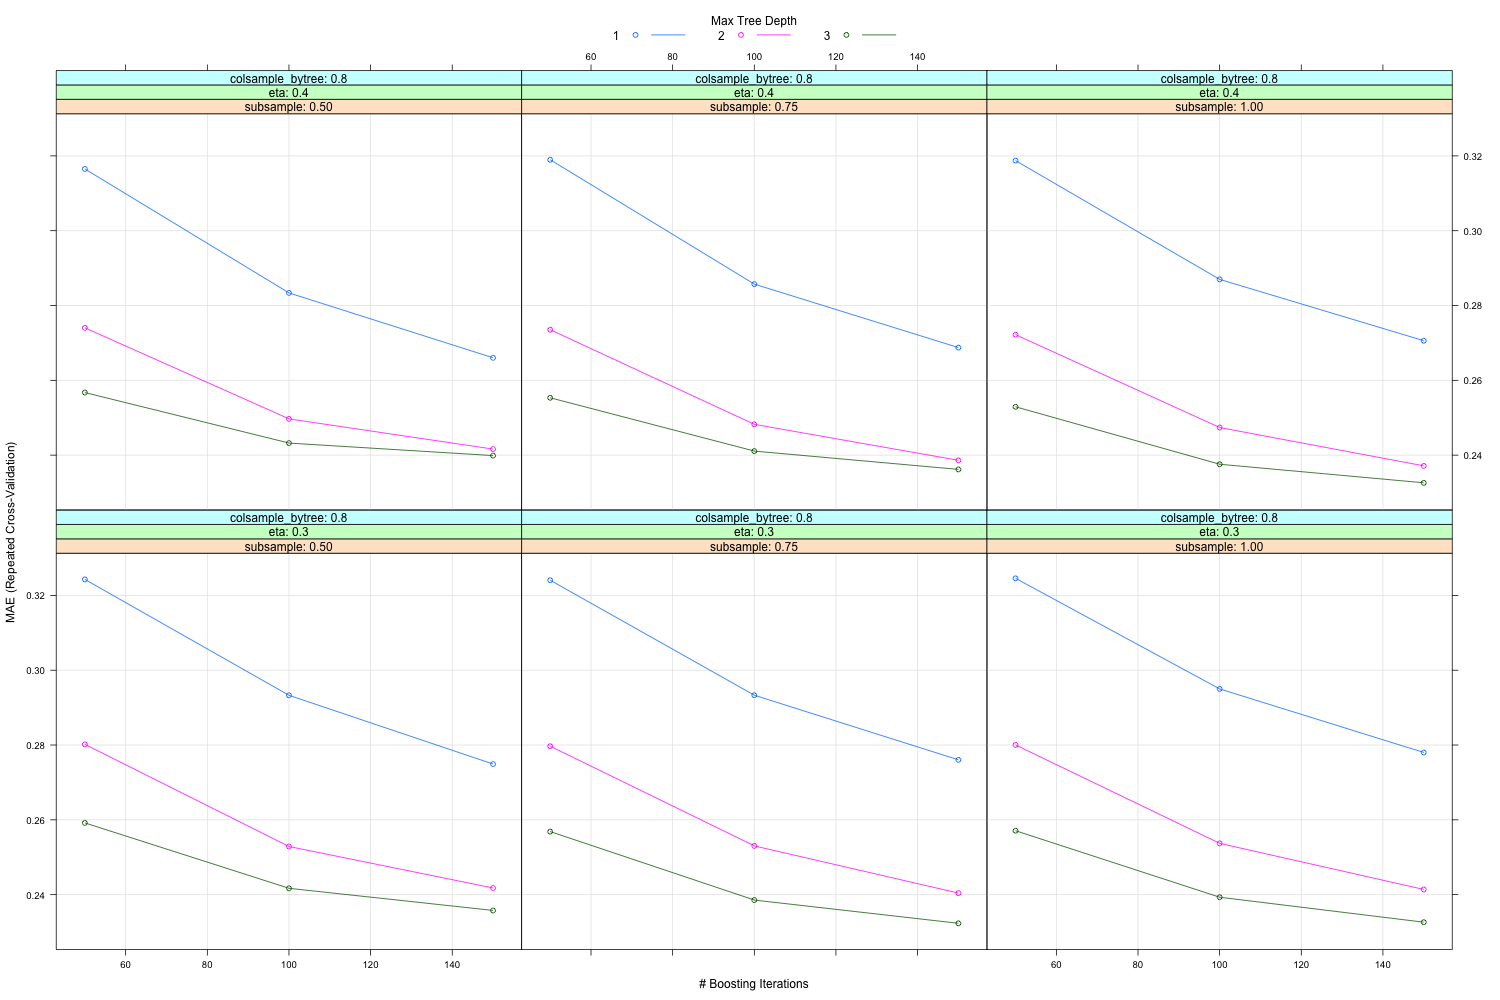 Max Tree Depth
1 2 3
60 80 100 120 140
colsample_bytree: 0.8 colsample_bytree: 0.8 colsample_bytree: 0.8
eta: 0.4 eta: 0.4 eta: 0.4
subsample: 0.50 subsample: 0.75 subsample: 1.00
0.32
0.30
0.28
0.26
0.24
MAE (Repeated Cross-Validation)
colsample_bytree: 0.8 colsample_bytree: 0.8 colsample_bytree: 0.8
eta: 0.3 eta: 0.3 eta: 0.3
subsample: 0.50 subsample: 0.75 subsample: 1.00
0.32
0.30
0.28
0.26
0.24
60 80 100 120 140 60 80 100 120 140
# Boosting Iterations